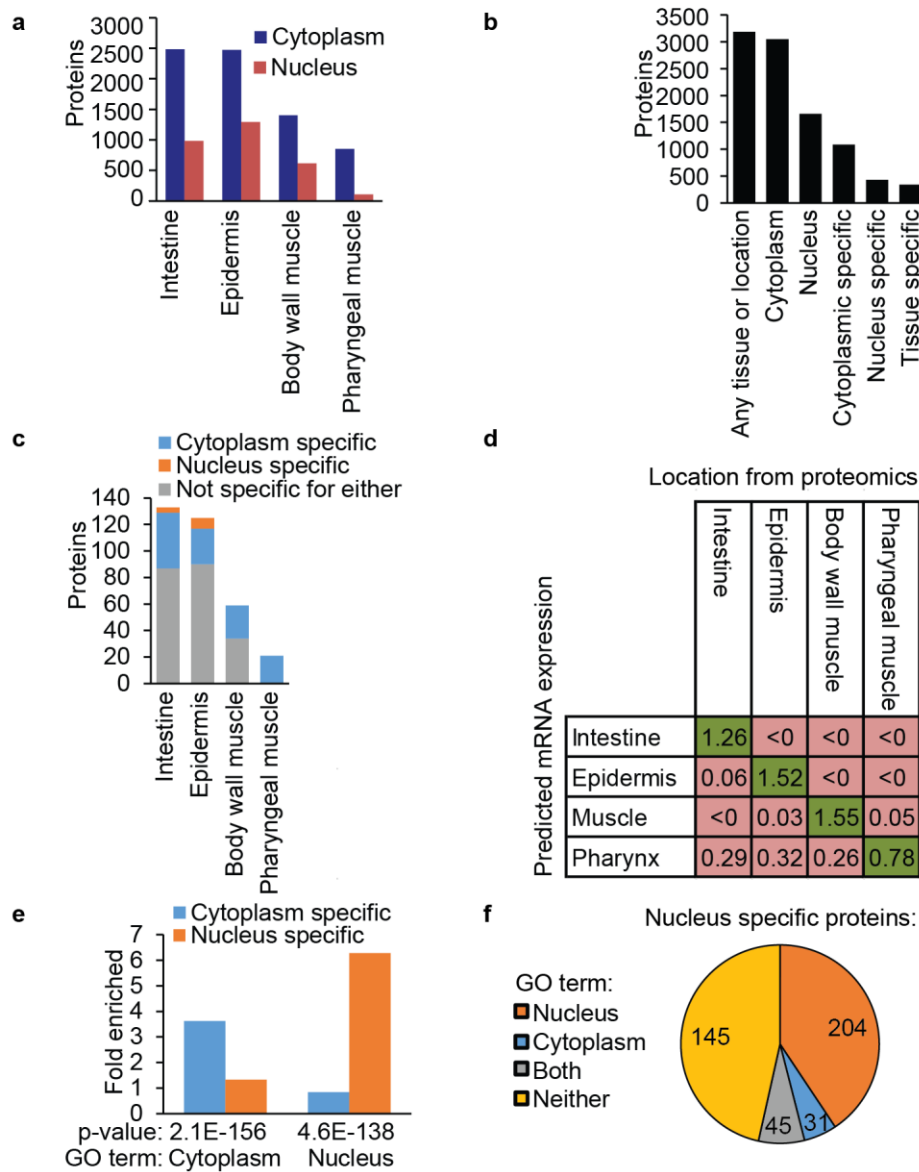 a
Proteins
3000
2500
2000
1500
1000
500
0
Cytoplasm
Nucleus
Intestine
Epidermis
Body wall muscle
Pharyngeal muscle
b
Proteins
3500
3000
2500
2000
1500
1000
500
0
Any tissue or location
Cytoplasm
Nucleus
Cytoplasmic specific
Nucleus specific
Tissue specific
c
Cytoplasm specific
Nucleus specific
Not specific for either
Proteins
140
120
100
80
60
40
20
0
Intestine
Epidermis
Body wall muscle
Pharyngeal muscle
d
Location from proteomics
Intestine
Epidermis
Body wall muscle
Pharyngeal muscle
Predicted mRNA expression
Intestine 1.26 <0 <0 <0
Epidermis 0.06 1.52 <0 <0
Muscle <0 0.03 1.55 0.05
Pharynx 0.29 0.32 0.26 0.78
e
Cytoplasm specific
Nucleus specific
Fold enriched
7
6
5
4
3
2
1
0
p-value: 2.1E-156 4.6E-138
GO term: Cytoplasm Nucleus
f
Nucleus specific proteins:
GO term:
Nucleus
Cytoplasm
Both
Neither
145
204
45
31